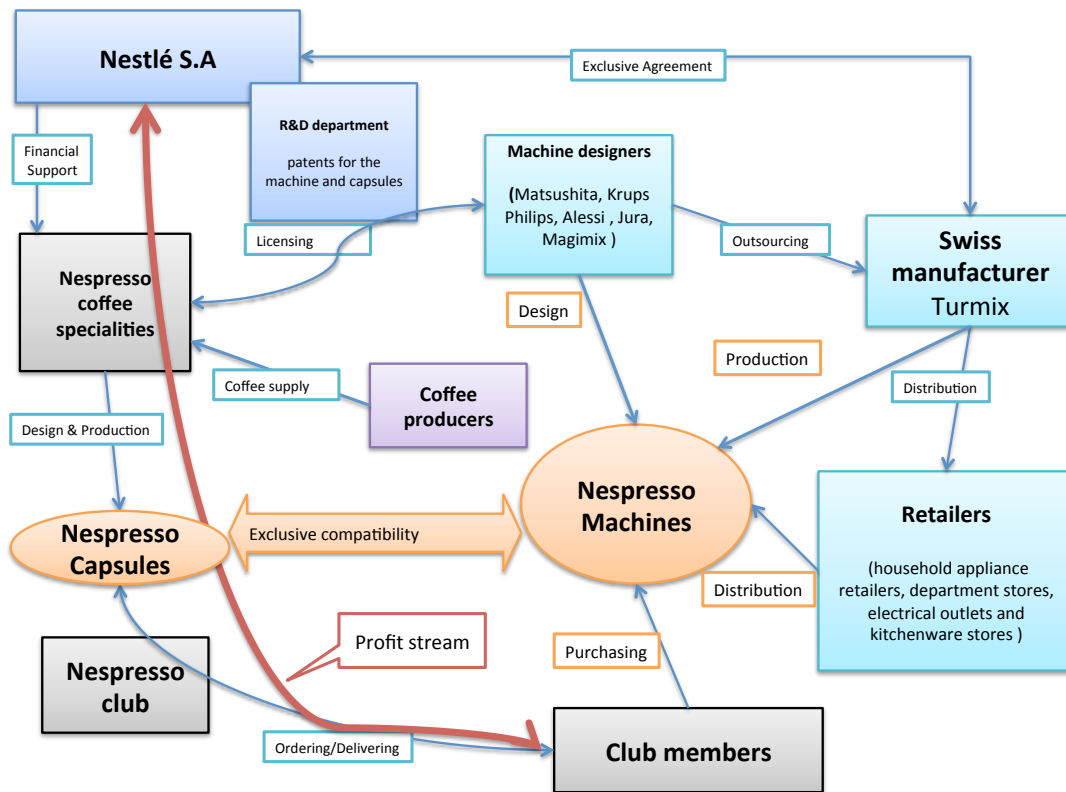 Nestlé S.A
Exclusive Agreement
R&D department
patents for the
machine and capsules
Financial
Support
Machine designers
(Matsushita, Krups
Philips, Alessi , Jura,
Magimix )
Licensing
Outsourcing
Swiss
manufacturer
Turmix
Nespresso
coffee
specialities
Design
Production
Coffee supply
Coffee
producers
Distribution
Design & Production
Nespresso
Capsules
Exclusive compatibility
Nespresso
Machines
Retailers
(household appliance
retailers, department stores,
electrical outlets and
kitchenware stores )
Distribution
Profit stream
Purchasing
Nespresso
club
Ordering/Delivering
Club members